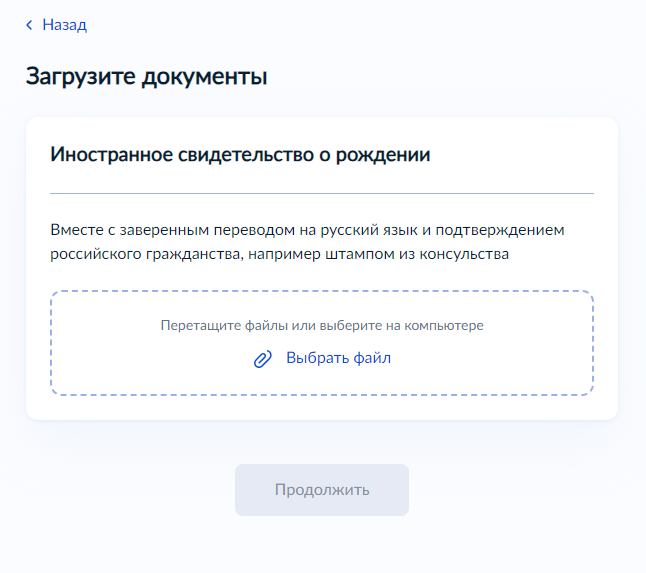 Назад
Загрузите документы
Иностранное свидетельство о рождении
Вместе с заверенным переводом на русский язык и подтверждением
российского гражданства, например штампом из консульства
Перетащите файлы или выберите на компьютере
Выбрать файл
Продолжить